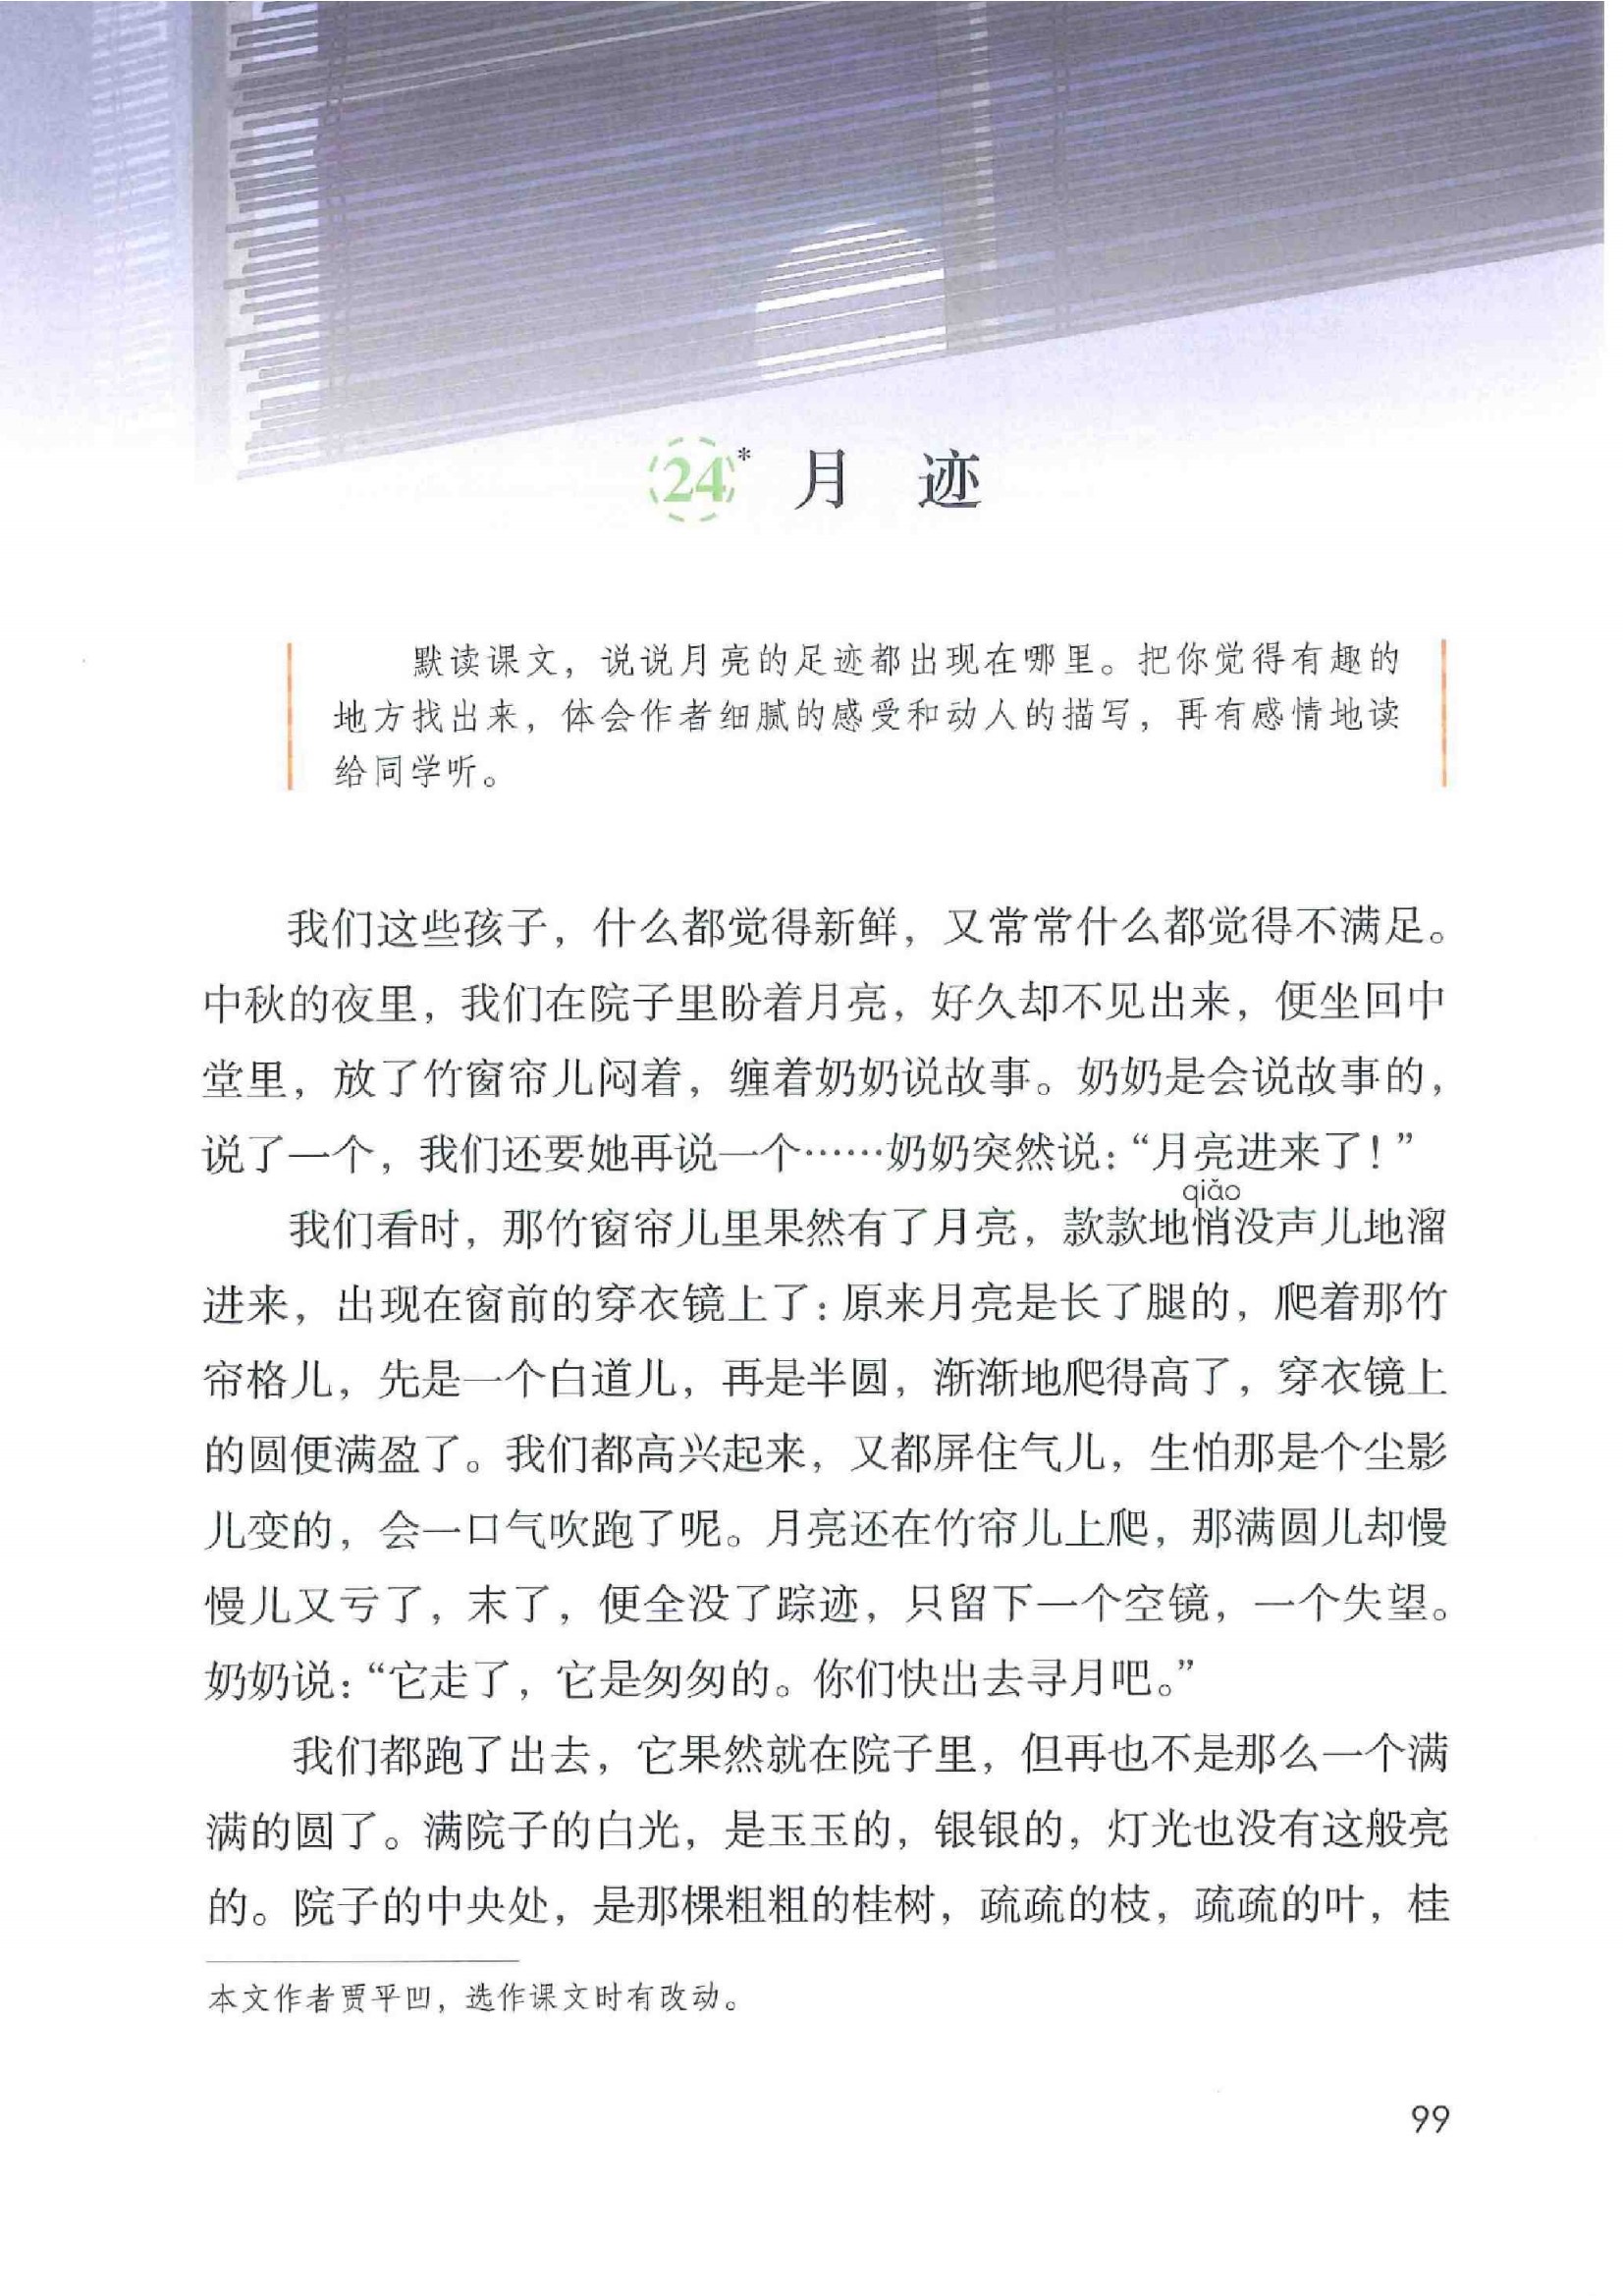 24* 月 迹
默读课文，说说月亮的足迹都出现在哪里。把你觉得有趣的
地方找出来，体会作者细腻的感受和动人的描写，再有感情地读
给同学听。
我们这些孩子，什么都觉得新鲜，又常常什么都觉得不满足。
中秋的夜里，我们在院子里盼着月亮，好久却不见出来，便坐回中
堂里，放了竹窗帘儿闷着，缠着奶奶说故事。奶奶是会说故事的，
说了一个，我们还要她再说一个……奶奶突然说：“月亮进来了！”
qiǎo
我们看时，那竹窗帘儿里果然有了月亮，款款地悄没声儿地溜
进来，出现在窗前的穿衣镜上了：原来月亮是长了腿的，爬着那竹
帘格儿，先是一个白道儿，再是半圆，渐渐地爬得高了，穿衣镜上
的圆便满盈了。我们都高兴起来，又都屏住气儿，生怕那是个尘影
儿变的，会一口气吹跑了呢。月亮还在竹帘儿上爬，那满圆儿却慢
慢儿又亏了，末了，便全没了踪迹，只留下一个空镜，一个失望。
奶奶说：“它走了，它是匆匆的。你们快出去寻月吧。”
我们都跑了出去，它果然就在院子里，但再也不是那么一个满
满的圆了。满院子的白光，是玉玉的，银银的，灯光也没有这般亮
的。院子的中央处，是那棵粗粗的桂树，疏疏的枝，疏疏的叶，桂
本文作者贾平凹，选作课文时有改动。
99